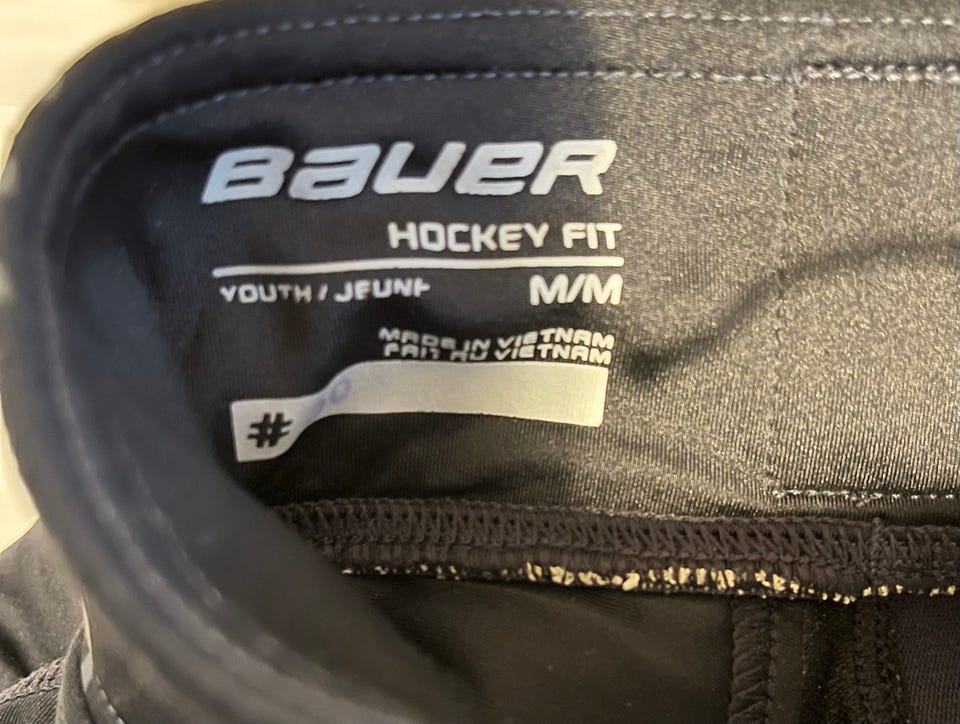 BAUER
HOCKEY FIT
YOUTH / JEUNE M/M
MADE IN VIETNAM
FAIT AU VIETNAM
#